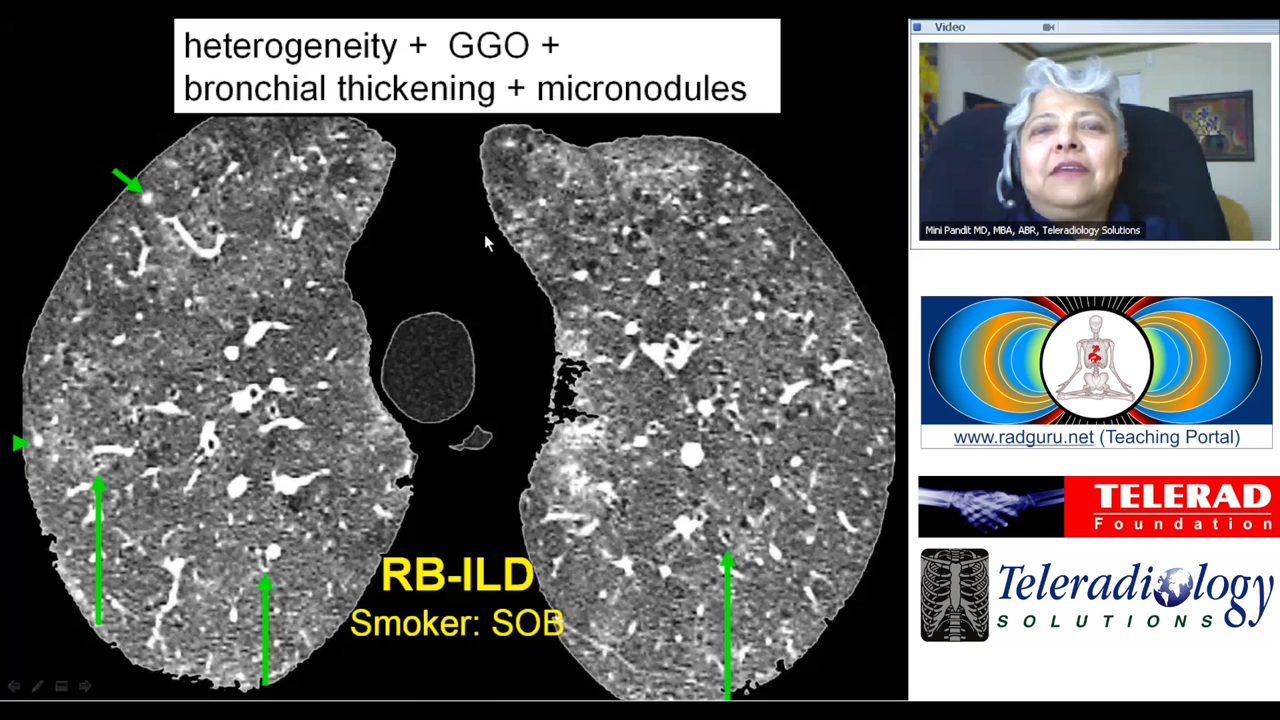 heterogeneity + GGO +
bronchial thickening + micronodules
RB-ILD
Smoker: SOB
Video
Mini Pandit MD, MBA, ABR, Teleradiology Solutions
www.radguru.net (Teaching Portal)
TELERAD
Foundation
Teleradiology
SOLUTIONS